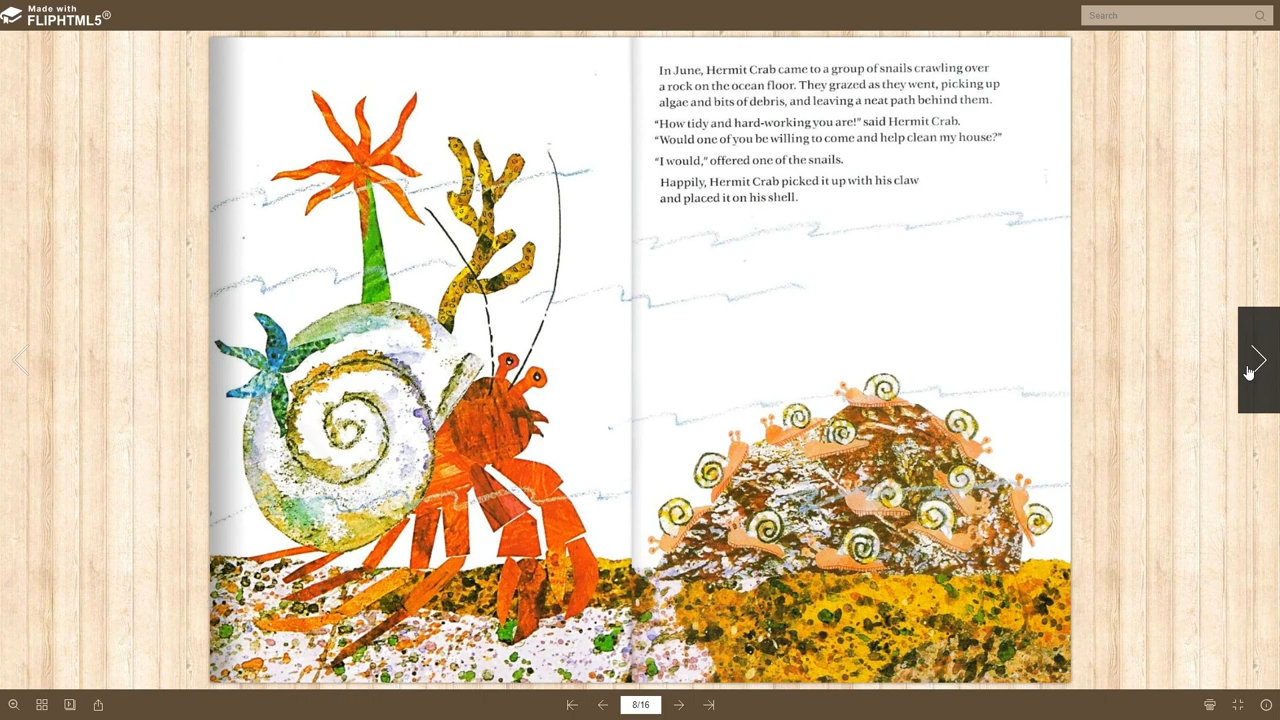 Made with
FLIPHTML5®
Search
In June, Hermit Crab came to a group of snails crawling over
a rock on the ocean floor. They grazed as they went, picking up
algae and bits of debris, and leaving a neat path behind them.
“How tidy and hard-working you are!” said Hermit Crab.
“Would one of you be willing to come and help clean my house?”
“I would,” offered one of the snails.
Happily, Hermit Crab picked it up with his claw
and placed it on his shell.
8/16